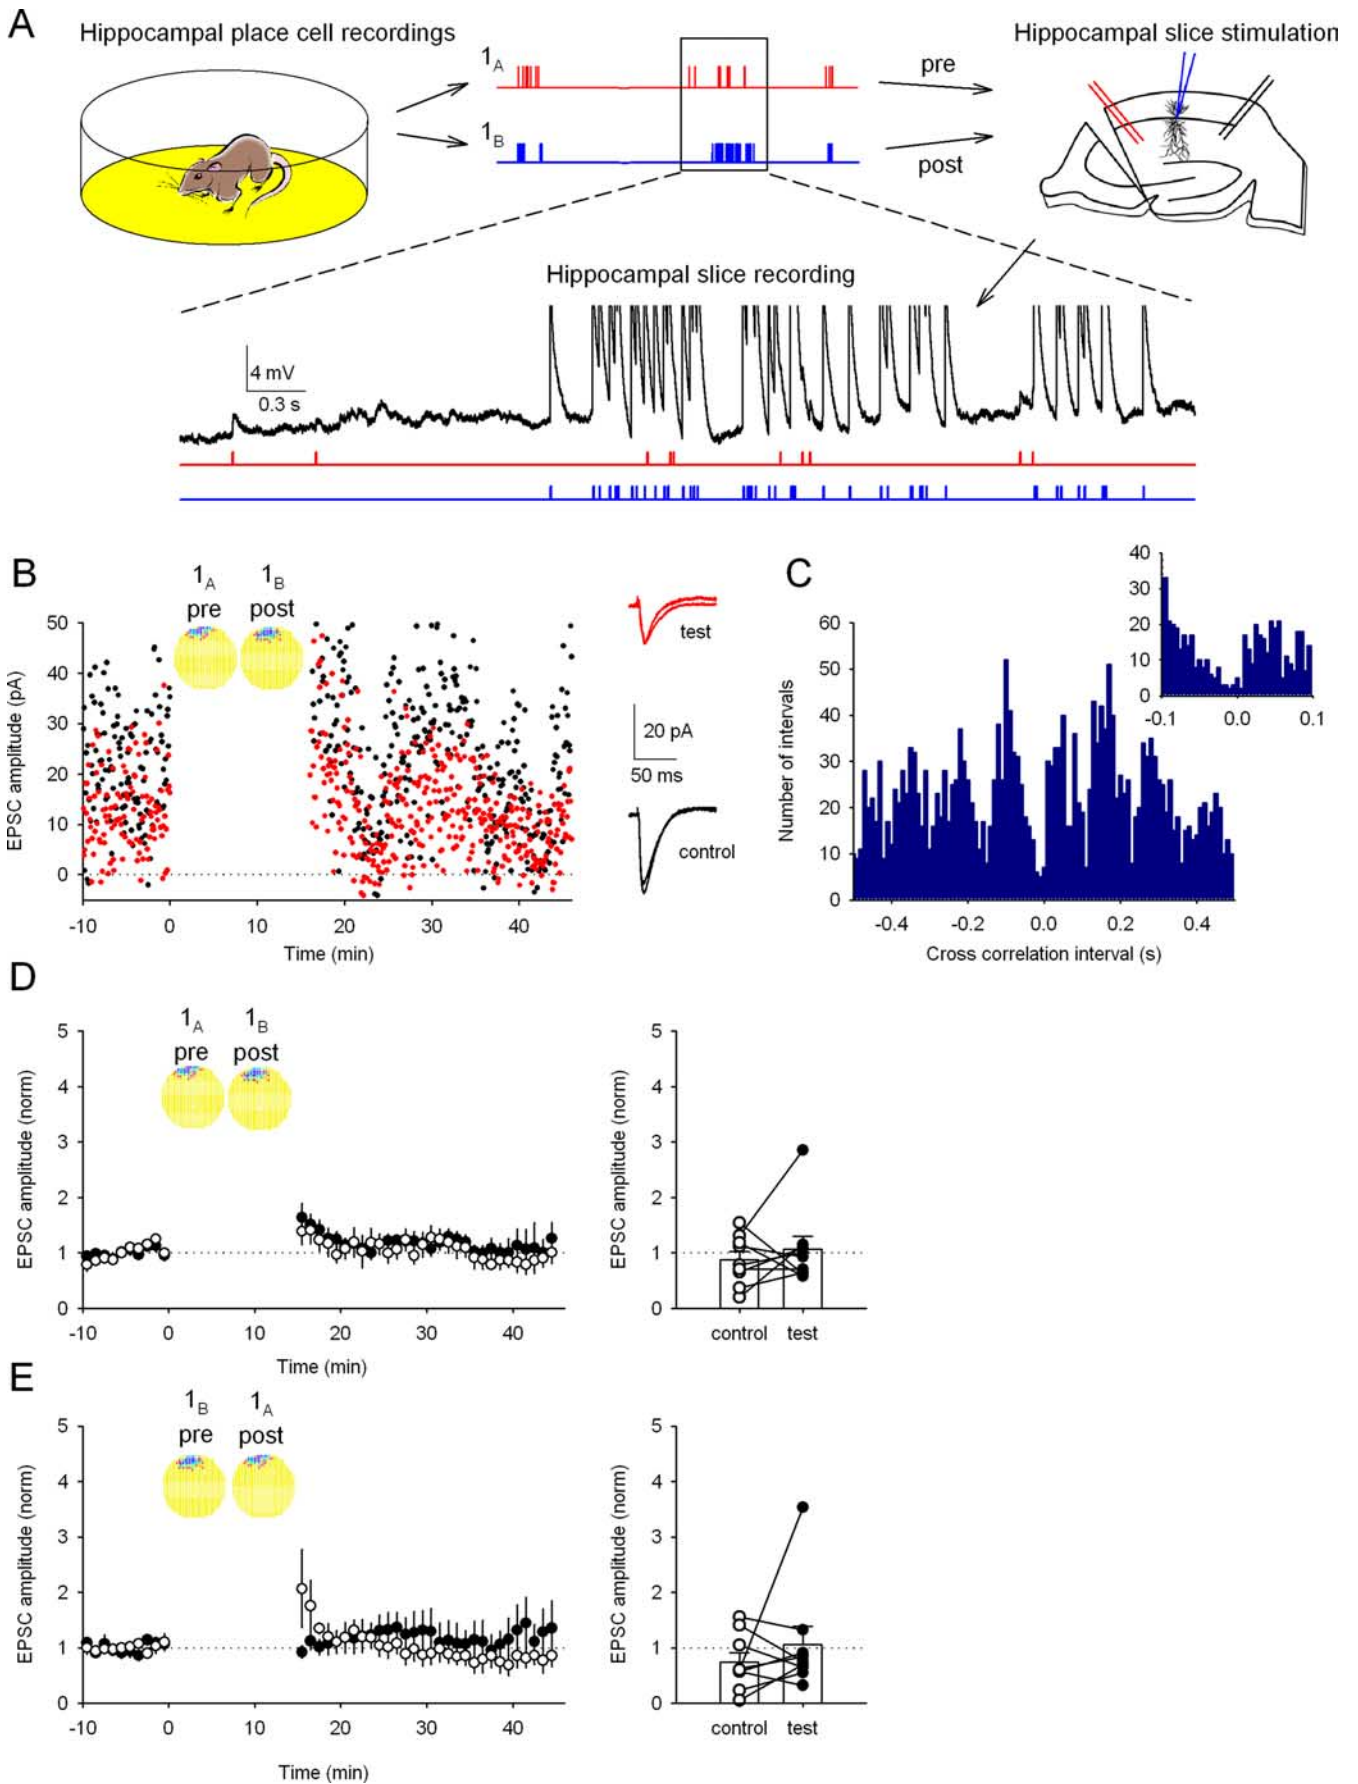 A
Hippocampal place cell recordings
1A
1B
pre
post
Hippocampal slice stimulation
Hippocampal slice recording
4 mV
0.3 s
B
1A
pre
1B
post
EPSC amplitude (pA)
50
40
30
20
10
0
-10 0 10 20 30 40
Time (min)
test
20 pA
50 ms
control
C
Number of intervals
60
50
40
30
20
10
0
-0.4 -0.2 0.0 0.2 0.4
Cross correlation interval (s)
40
30
20
10
0
-0.1 0.0 0.1
D
1A
pre
1B
post
EPSC amplitude (norm)
5
4
3
2
1
0
-10 0 10 20 30 40
Time (min)
EPSC amplitude (norm)
5
4
3
2
1
0
control test
E
1B
pre
1A
post
EPSC amplitude (norm)
5
4
3
2
1
0
-10 0 10 20 30 40
Time (min)
EPSC amplitude (norm)
5
4
3
2
1
0
control test